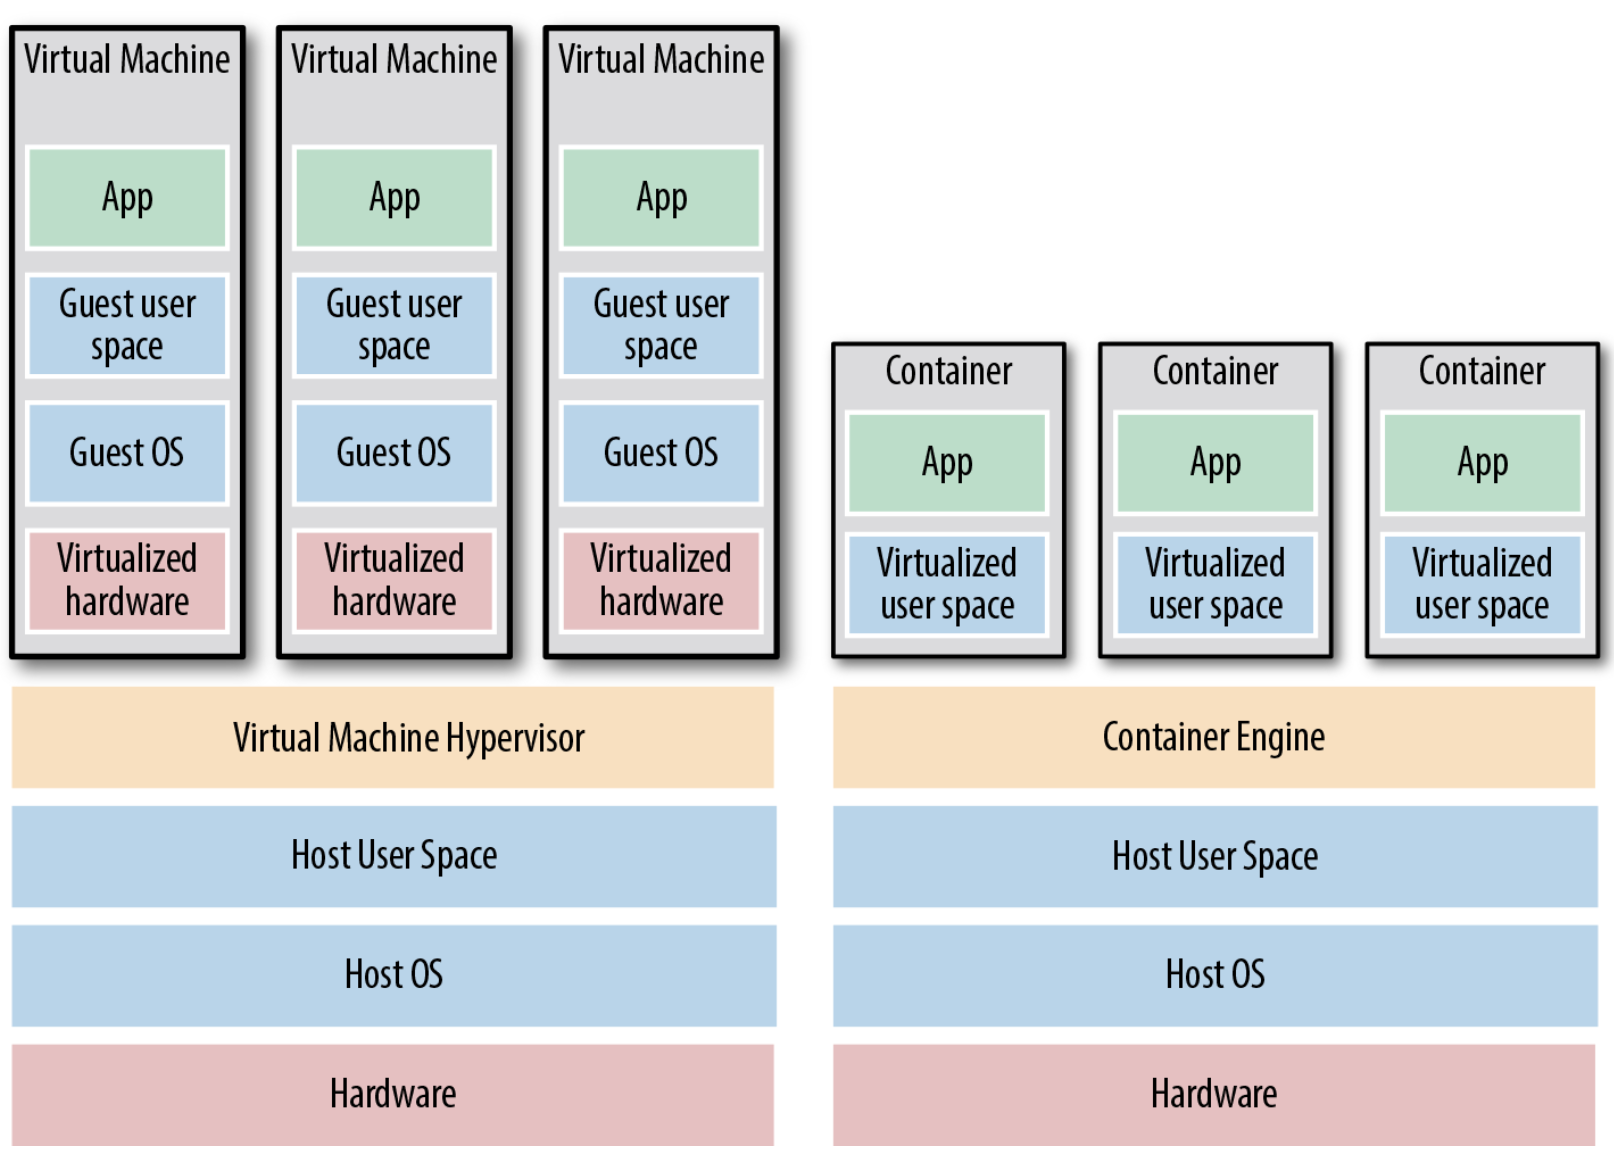 Virtual Machine
Virtual Machine
Virtual Machine
App
App
App
Guest user
space
Guest user
space
Guest user
space
Guest OS
Guest OS
Guest OS
Virtualized
hardware
Virtualized
hardware
Virtualized
hardware
Virtual Machine Hypervisor
Host User Space
Host OS
Hardware
Container
Container
Container
App
App
App
Virtualized
user space
Virtualized
user space
Virtualized
user space
Container Engine
Host User Space
Host OS
Hardware